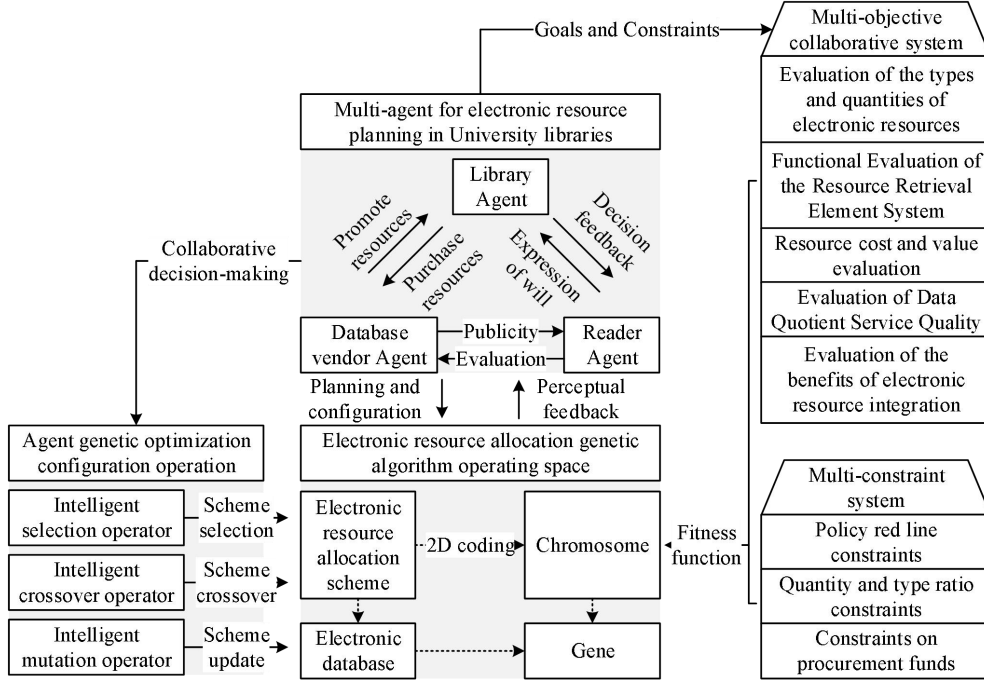 Goals and Constraints
Multi-objective
collaborative system
Evaluation of the types
and quantities of
electronic resources
Functional Evaluation of
the Resource Retrieval
Element System
Resource cost and value
evaluation
Evaluation of Data
Quotient Service Quality
Evaluation of the
benefits of electronic
resource integration
Multi-agent for electronic resource
planning in University libraries
Library
Agent
Promote
resources
Purchase
resources
Expression
of will
Decision
feedback
Collaborative
decision-making
Database
vendor Agent
Publicity
Evaluation
Reader
Agent
Planning and
configuration
Perceptual
feedback
Agent genetic optimization
configuration operation
Electronic resource allocation genetic
algorithm operating space
Intelligent
selection operator
Scheme
selection
Intelligent
crossover operator
Scheme
crossover
Intelligent
mutation operator
Scheme
update
Electronic
resource
allocation
scheme
2D coding
Chromosome
Fitness
function
Electronic
database
Gene
Multi-constraint
system
Policy red line
constraints
Quantity and type ratio
constraints
Constraints on
procurement funds